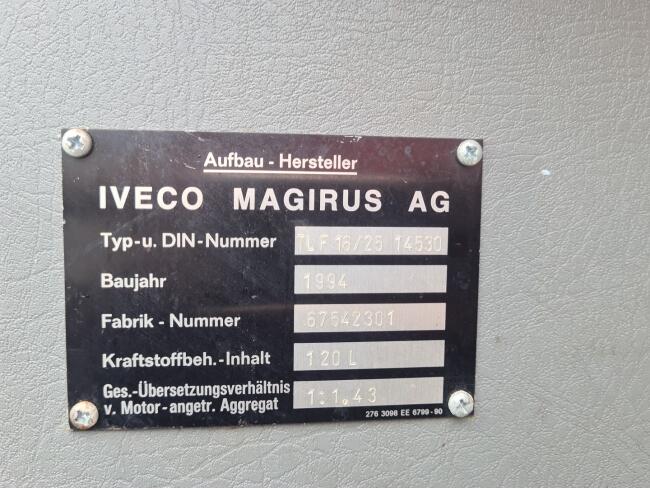 Aufbau - Hersteller
IVECO MAGIRUS AG
Typ-u. DIN-Nummer TLF 16/25 14530
Baujahr 1994
Fabrik - Nummer 67542301
Kraftstoffbeh.-Inhalt 120 L
Ges.-Übersetzungsverhältnis
v. Motor-angetr. Aggregat 1:1,43
276 3098 EE 6799-90